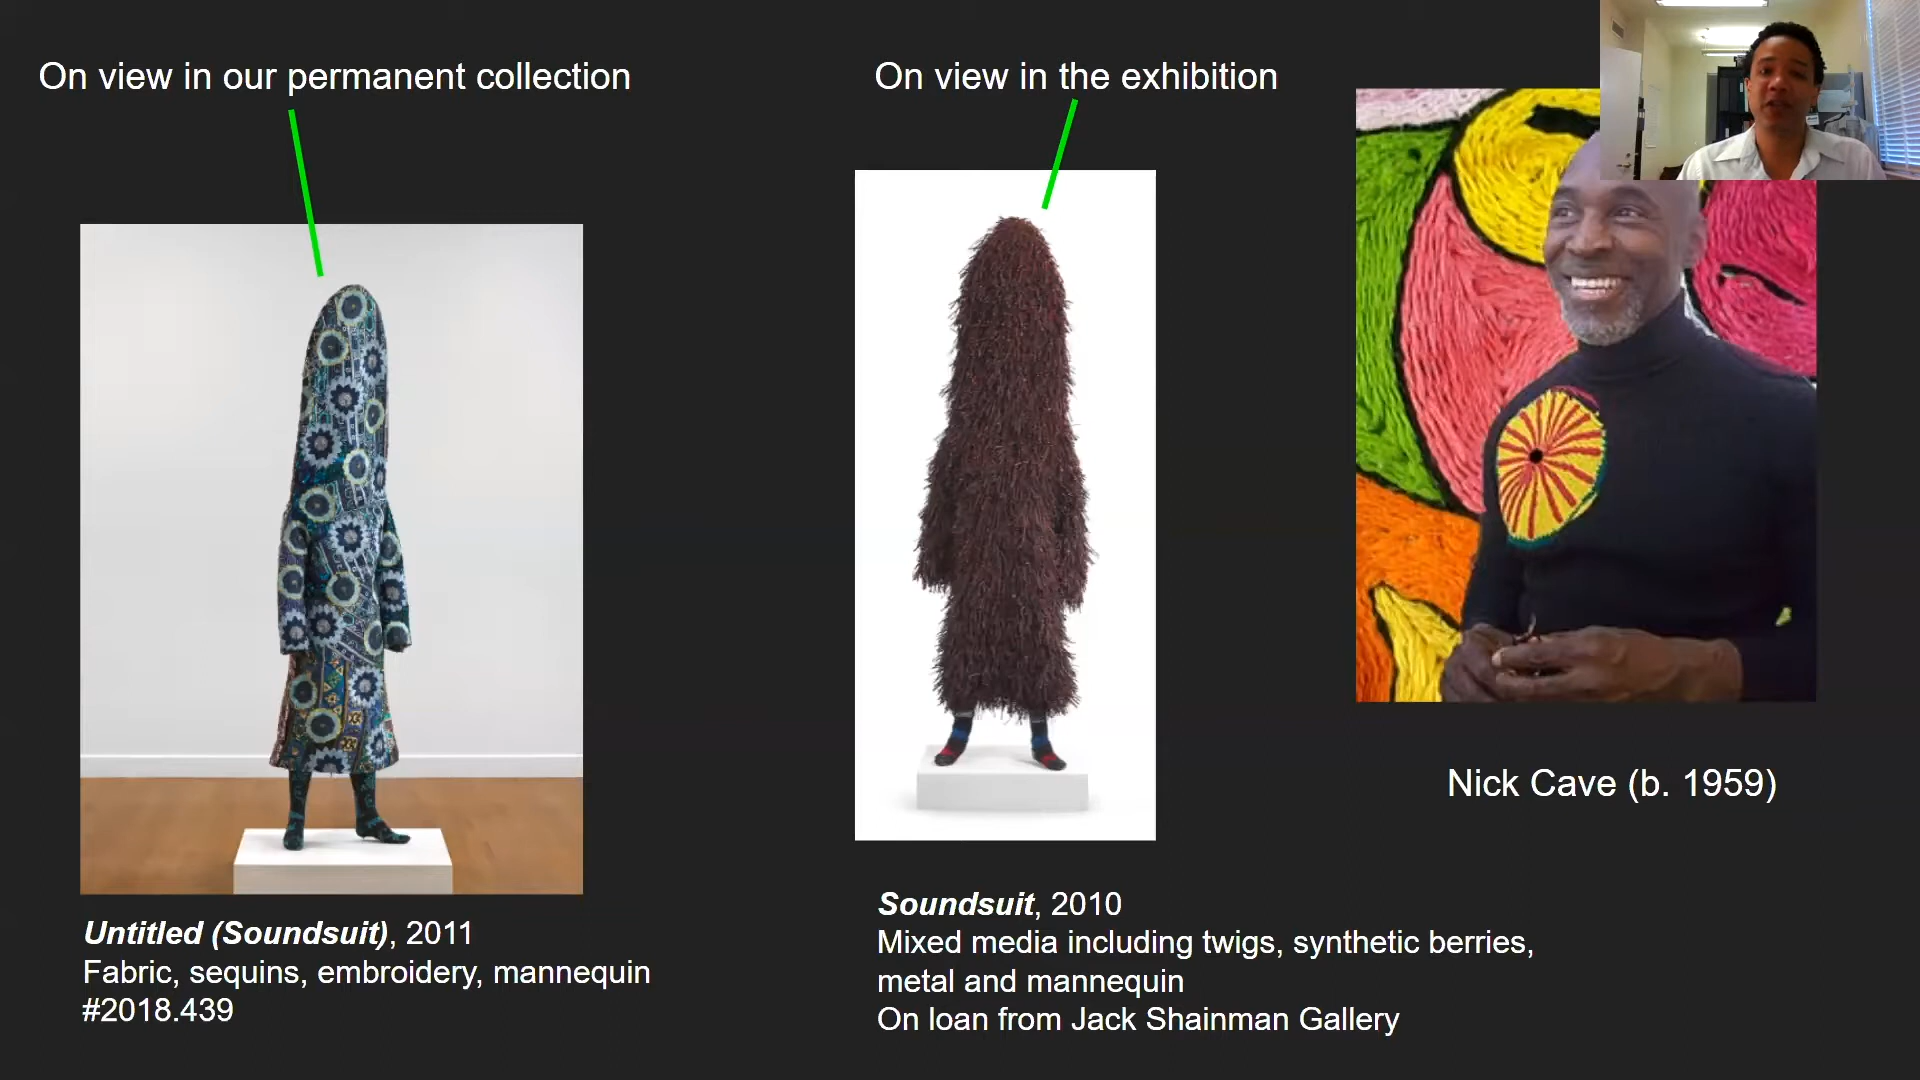 On view in our permanent collection
On view in the exhibition
Untitled (Soundsuit), 2011
Fabric, sequins, embroidery, mannequin
#2018.439
Soundsuit, 2010
Mixed media including twigs, synthetic berries,
metal and mannequin
On loan from Jack Shainman Gallery
Nick Cave (b. 1959)